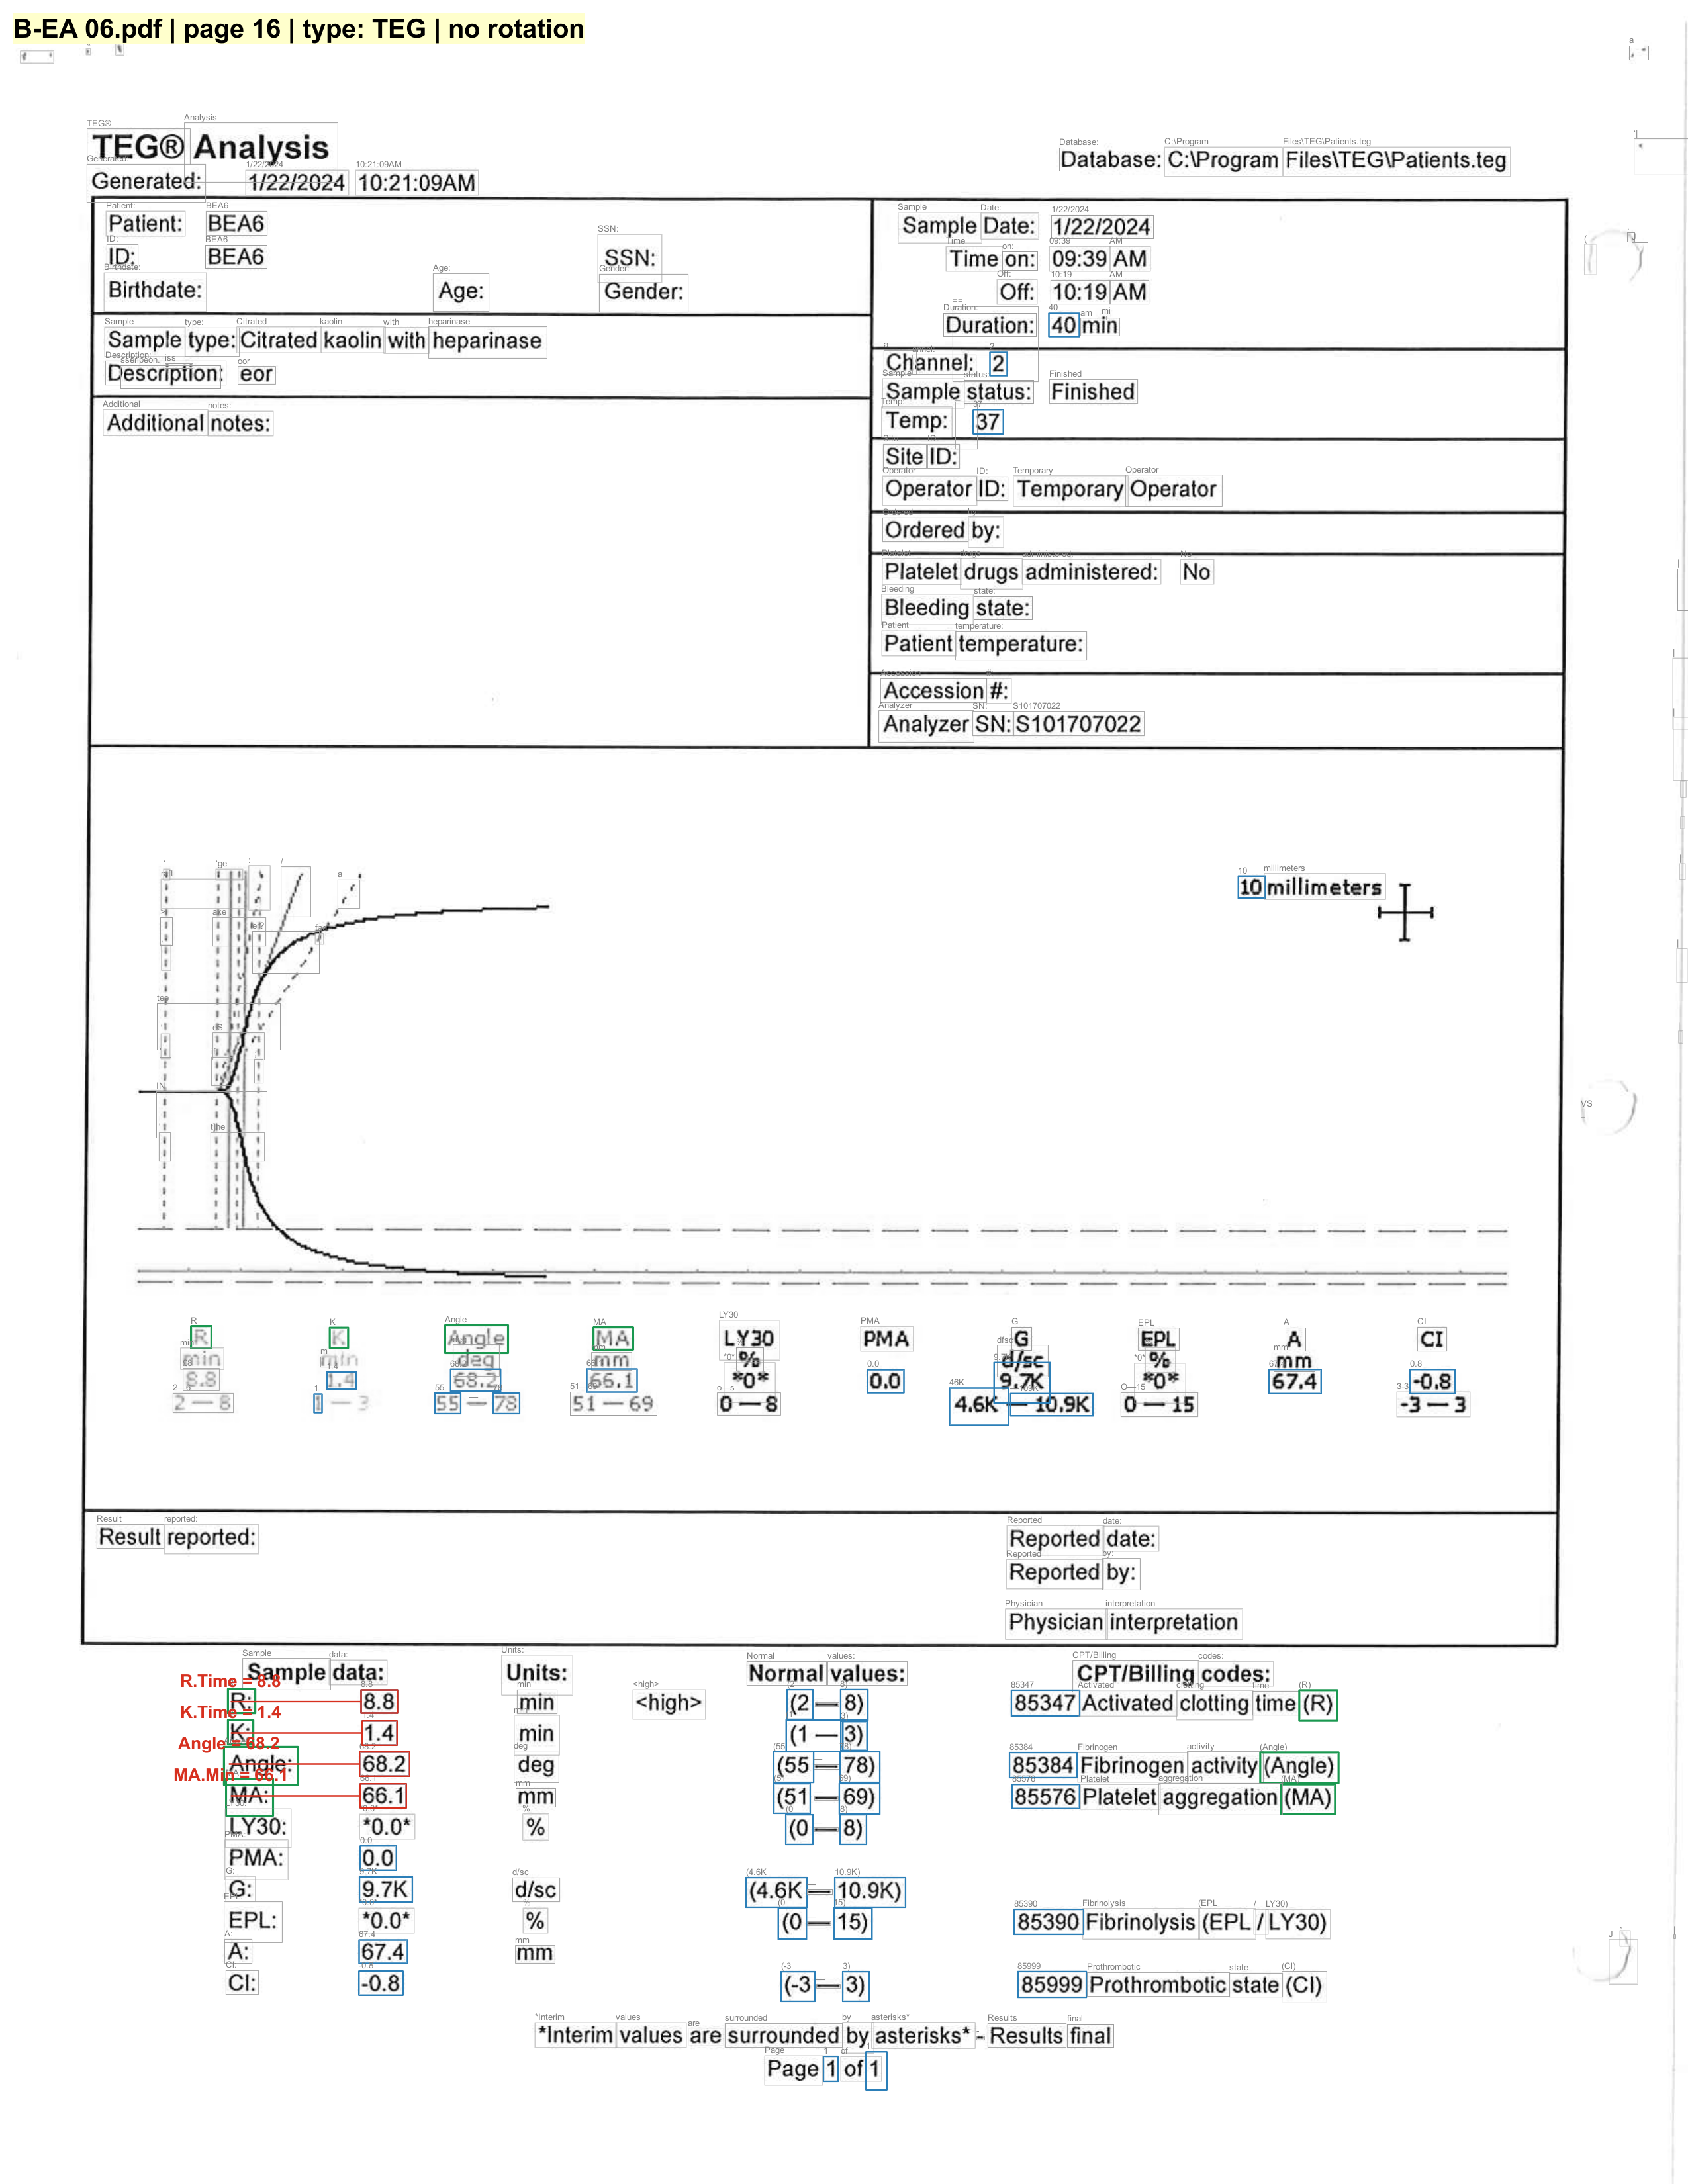 B-EA 06.pdf | page 16 | type: TEG | no rotation
TEG® Analysis
Database: C:\Program Files\TEG\Patients.teg
Generated: 1/22/2024 10:21:09AM
Patient: BEA6
ID: BEA6
SSN:
Birthdate: Age: Gender:
Sample type: Citrated kaolin with heparinase
Description: eor
Additional notes:
Sample Date: 1/22/2024
Time on: 09:39 AM
Off: 10:19 AM
Duration: 40 min
Channel: 2
Sample status: Finished
Temp: 37
Site ID:
Operator ID: Temporary Operator
Ordered by:
Platelet drugs administered: No
Bleeding state:
Patient temperature:
Accession #:
Analyzer SN: S101707022
10 millimeters
R K Angle MA LY30 PMA G EPL A CI
min min deg mm % d/sc % mm
8.8 1.4 68.2 66.1 *0* 0.0 9.7K *0* 67.4 -0.8
2 — 8 1 — 3 55 — 78 51 — 69 0 — 8 4.6K — 10.9K 0 — 15 -3 — 3
Result reported:
Reported date:
Reported by:
Physician interpretation
Sample data: Units: Normal values: CPT/Billing codes:
R.Time = 8.8
R: 8.8 min <high> (2 — 8) 85347 Activated clotting time (R)
K.Time = 1.4
K: 1.4 min (1 — 3)
Angle = 68.2
Angle: 68.2 deg (55 — 78) 85384 Fibrinogen activity (Angle)
MA.Min = 66.1
MA: 66.1 mm (51 — 69) 85576 Platelet aggregation (MA)
LY30: *0.0* % (0 — 8)
PMA: 0.0
G: 9.7K d/sc (4.6K — 10.9K)
EPL: *0.0* % (0 — 15) 85390 Fibrinolysis (EPL / LY30)
A: 67.4 mm
CI: -0.8 (-3 — 3) 85999 Prothrombotic state (CI)
*Interim values are surrounded by asterisks* - Results final
Page 1 of 1